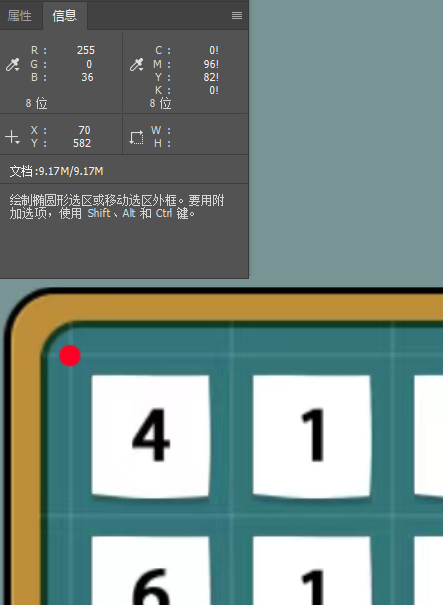 属性 信息
R : 255 C : 0!
G : 0 M : 96!
B : 36 Y : 82!
K : 0!
8 位 8 位
X : 70 W :
Y : 582 H :
文档:9.17M/9.17M
绘制椭圆形选区或移动选区外框。要用附
加选项，使用 Shift、Alt 和 Ctrl 键。
4 1
6 1